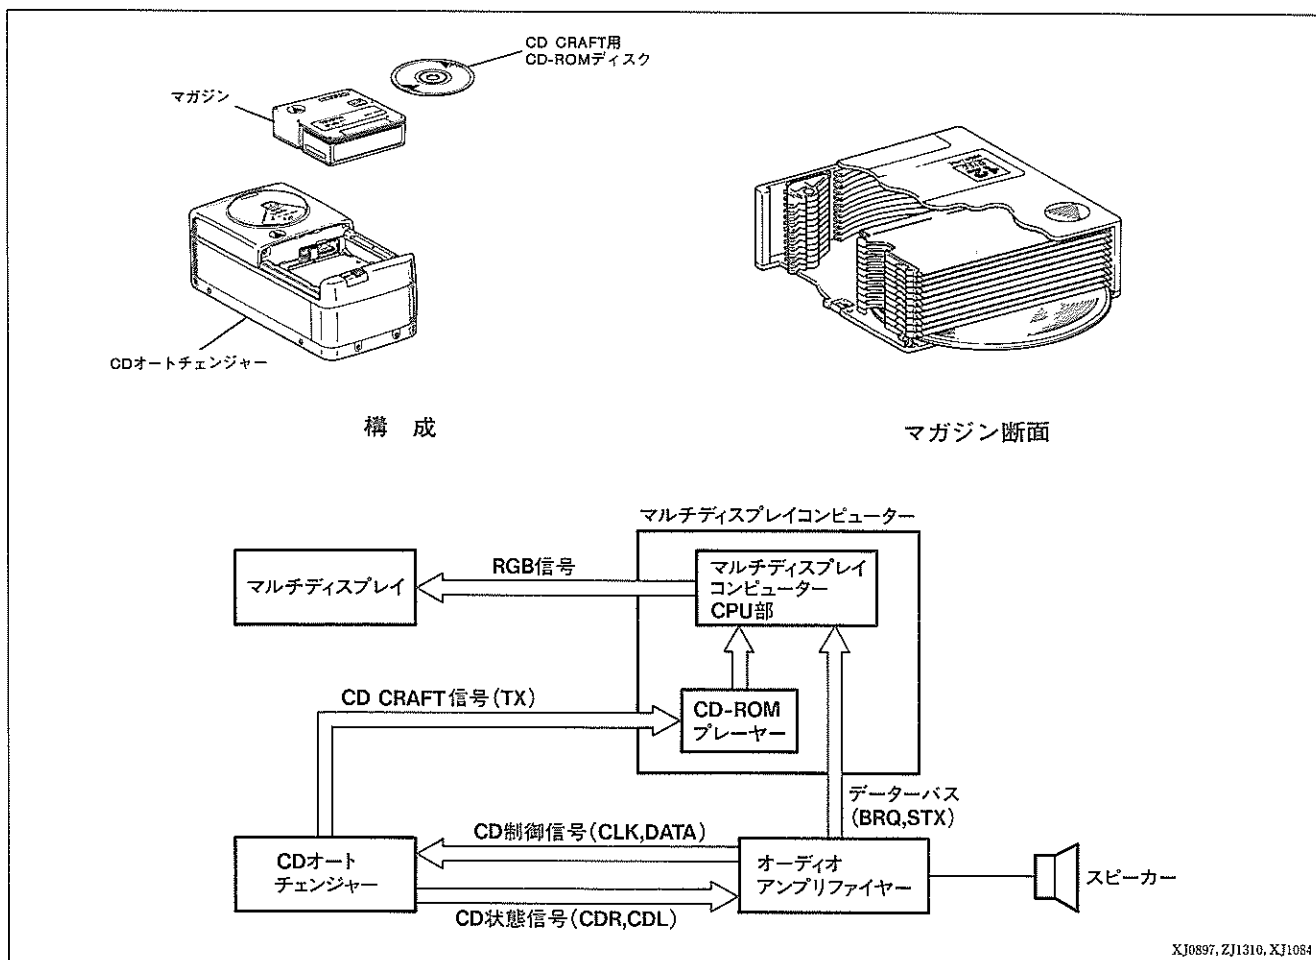 CD CRAFT用
CD-ROMディスク
マガジン
CDオートチェンジャー
構 成
マガジン断面
マルチディスプレイコンピューター
マルチディスプレイ
RGB信号
マルチディスプレイ
コンピューター
CPU部
CD CRAFT信号(TX)
CD-ROM
プレーヤー
データーバス
(BRQ,STX)
CD制御信号(CLK,DATA)
CDオート
チェンジャー
オーディオ
アンプリファイヤー
スピーカー
CD状態信号(CDR,CDL)
XJ0897, ZJ1310, XJ1084